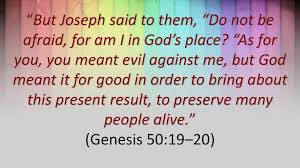 “But Joseph said to them, “Do not be
afraid, for am I in God’s place? “As for
you, you meant evil against me, but God
meant it for good in order to bring about
this present result, to preserve many
people alive.”
(Genesis 50:19–20)